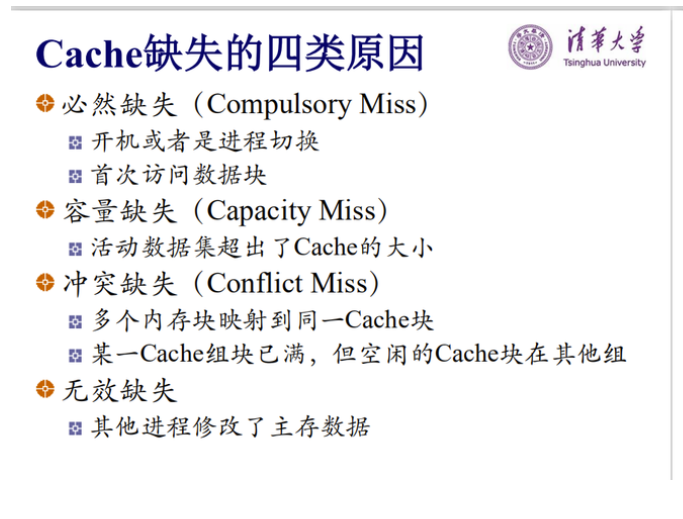 Cache缺失的四类原因
清华大学
Tsinghua University
必然缺失（Compulsory Miss）
开机或者是进程切换
首次访问数据块
容量缺失（Capacity Miss）
活动数据集超出了Cache的大小
冲突缺失（Conflict Miss）
多个内存块映射到同一Cache块
某一Cache组块已满，但空闲的Cache块在其他组
无效缺失
其他进程修改了主存数据